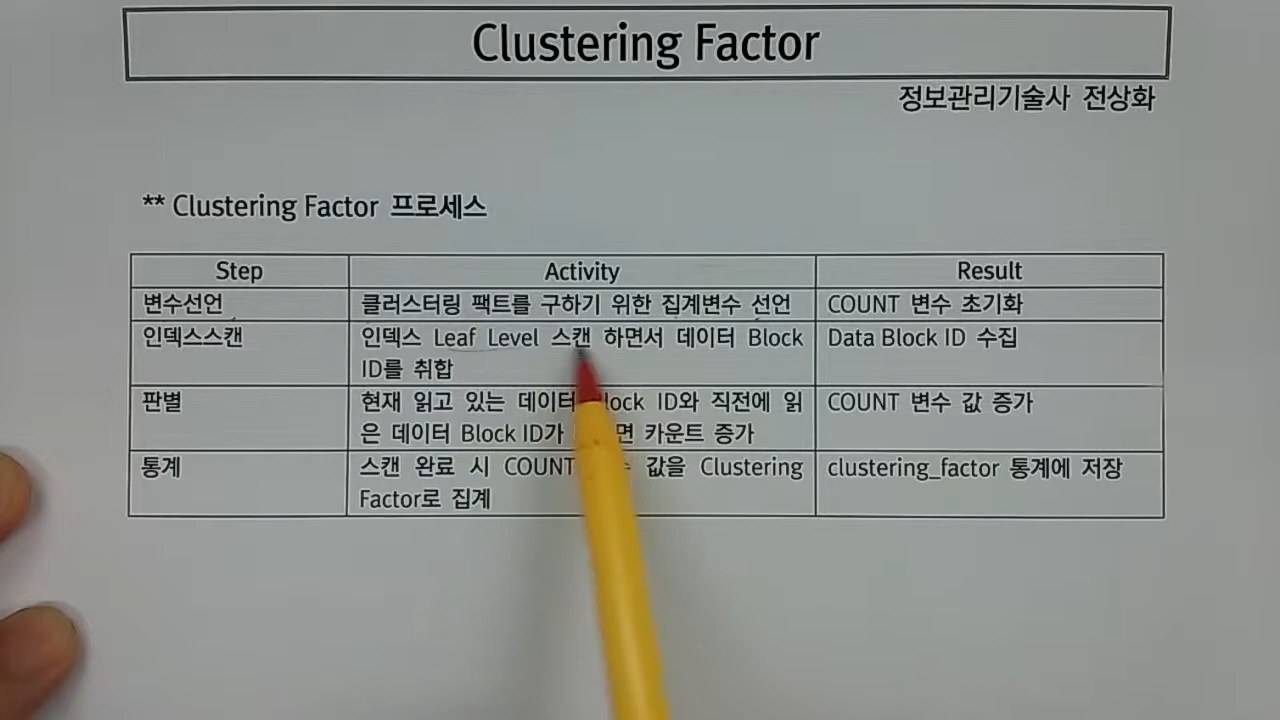 Clustering Factor
정보관리기술사 전상화
** Clustering Factor 프로세스
Step Activity Result
변수선언 클러스터링 팩트를 구하기 위한 집계변수 선언 COUNT 변수 초기화
인덱스스캔 인덱스 Leaf Level 스캔 하면서 데이터 Block Data Block ID 수집
ID를 취합
판별 현재 읽고 있는 데이터 ID와 직전에 읽 COUNT 변수 값 증가
은 데이터 Block ID가 카운트 증가
통계 스캔 완료 시 COUNT 값을 Clustering clustering_factor 통계에 저장
Factor로 집계